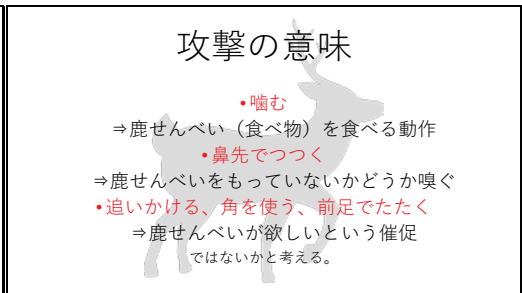 攻撃の意味
•噛む
⇒鹿せんべい（食べ物）を食べる動作
•鼻先でつつく
⇒鹿せんべいをもっていないかどうか嗅ぐ
•追いかける、角を使う、前足でたたく
⇒鹿せんべいが欲しいという催促
ではないかと考える。